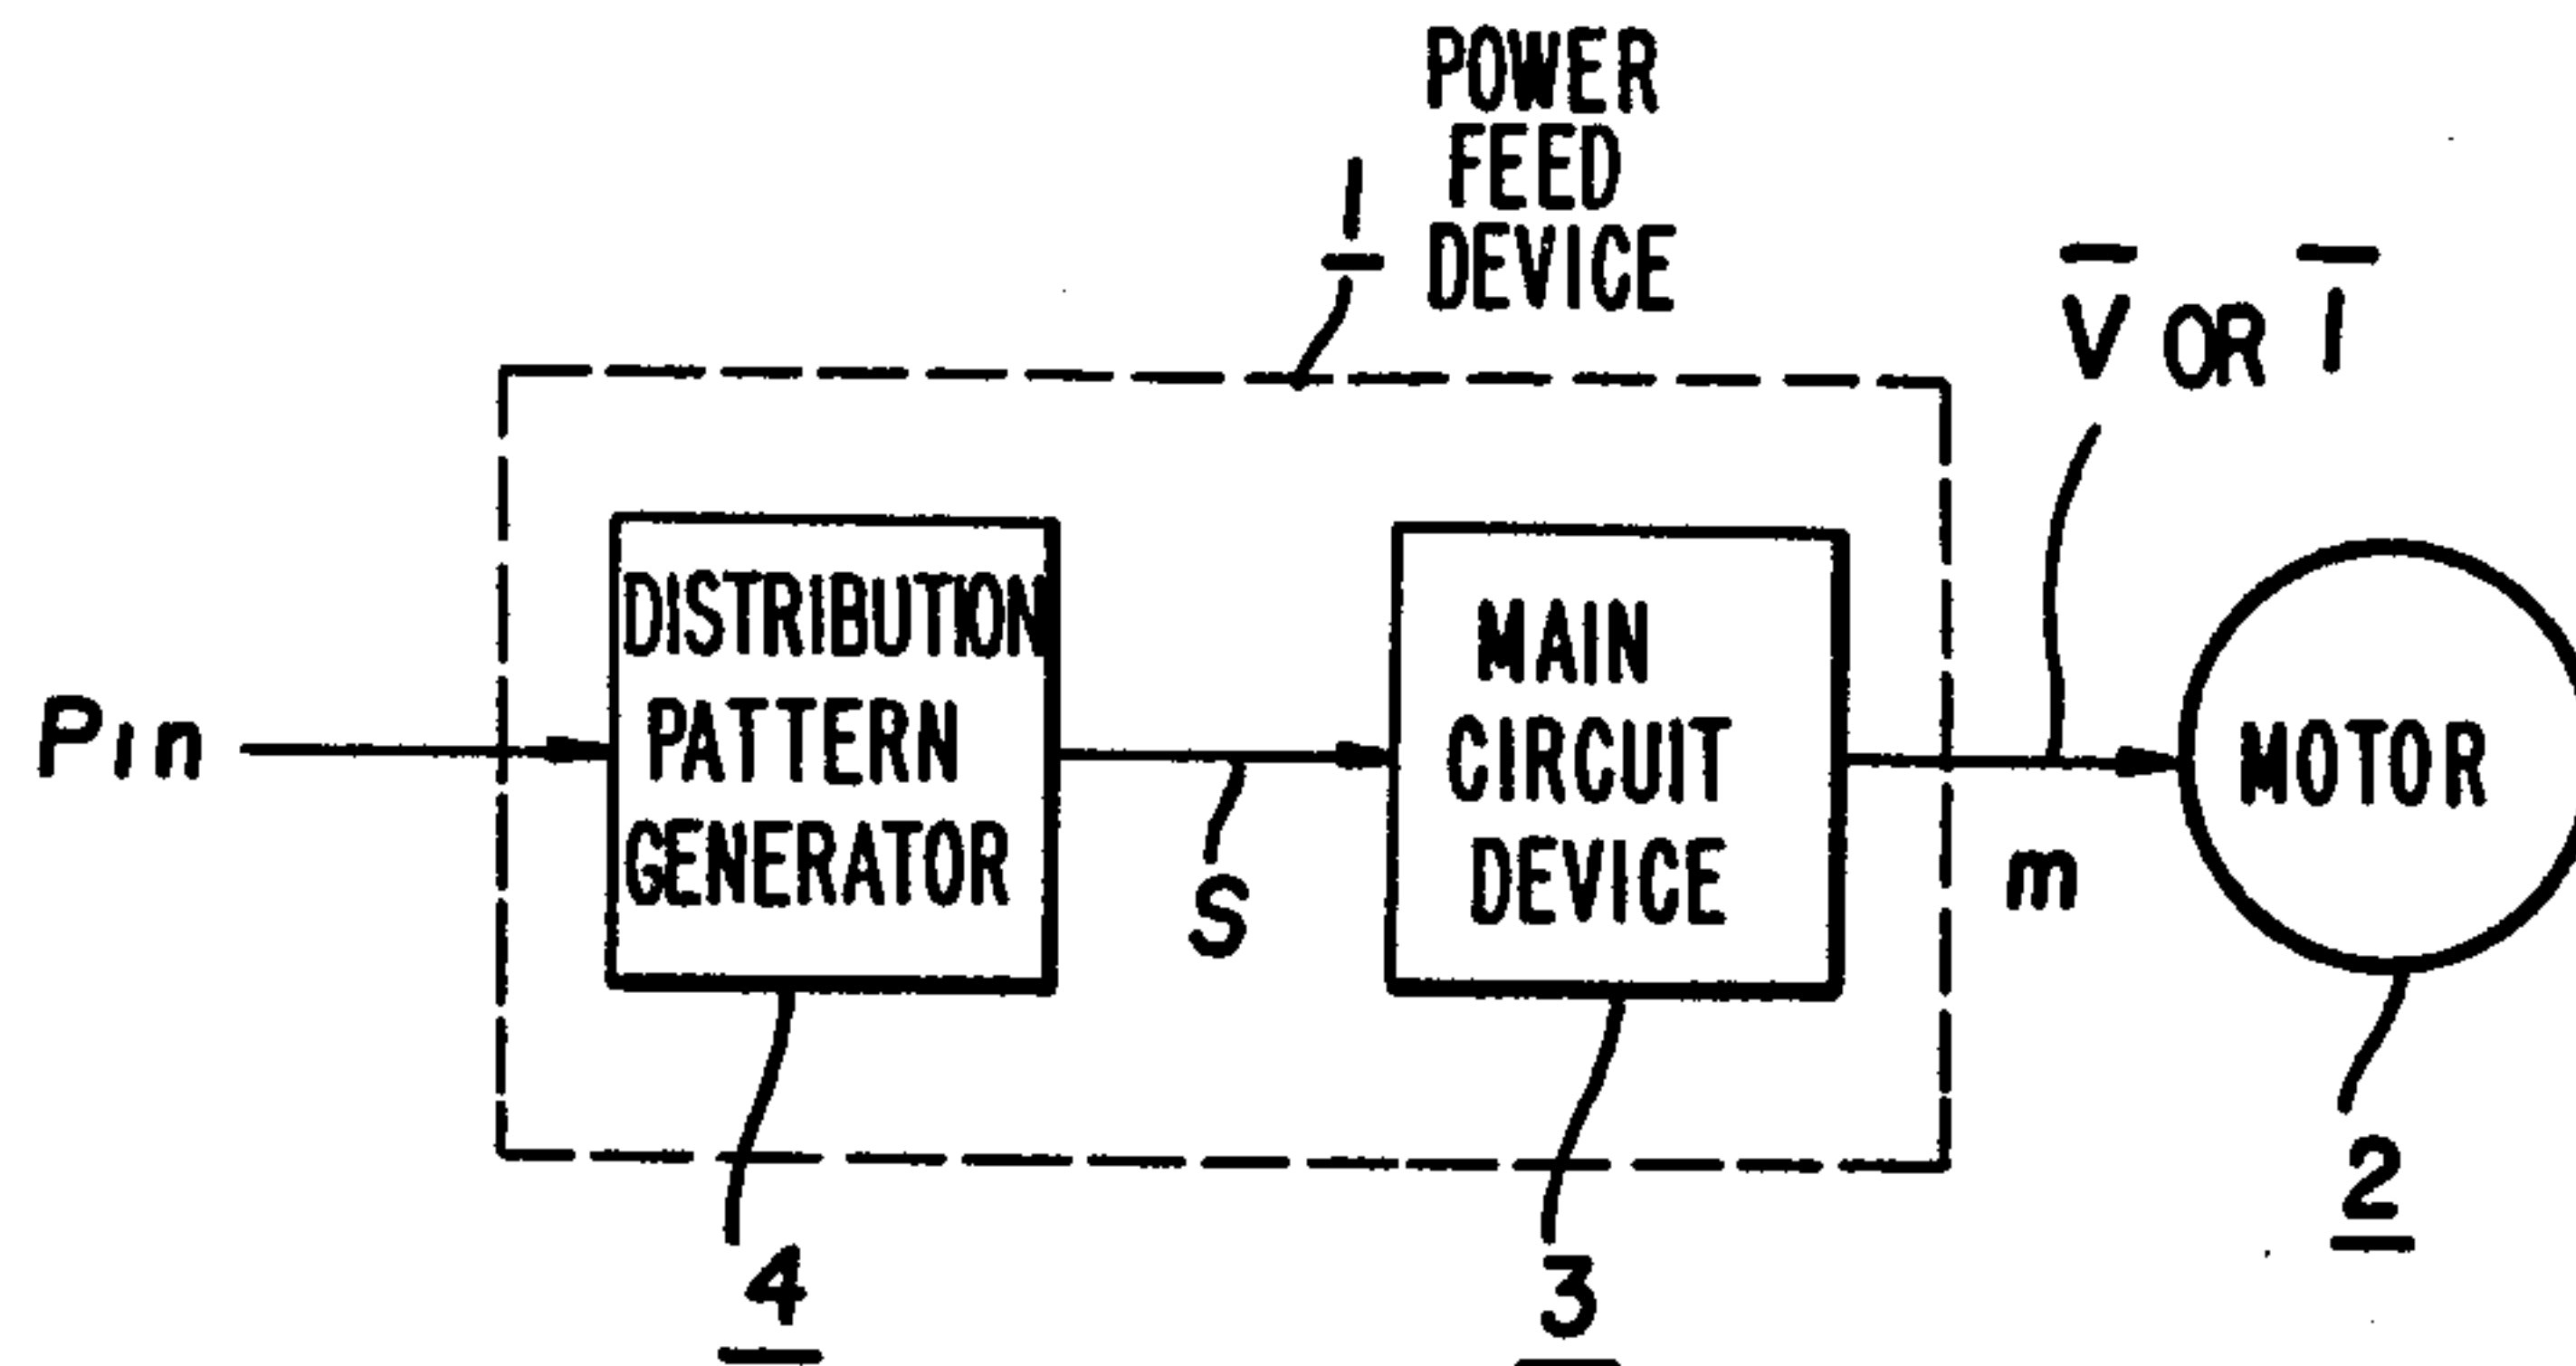 POWER
FEED
DEVICE
1
V̅ OR I̅
Pin
DISTRIBUTION
PATTERN
GENERATOR
S
MAIN
CIRCUIT
DEVICE
m
MOTOR
2
4
3